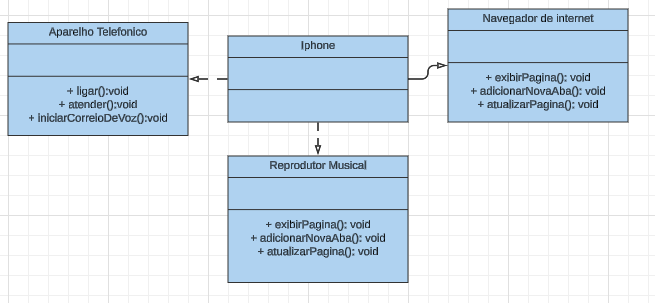 Aparelho Telefonico
+ ligar():void
+ atender():void
+ iniciarCorreioDeVoz():void
Iphone
Navegador de internet
+ exibirPagina(): void
+ adicionarNovaAba(): void
+ atualizarPagina(): void
Reprodutor Musical
+ exibirPagina(): void
+ adicionarNovaAba(): void
+ atualizarPagina(): void